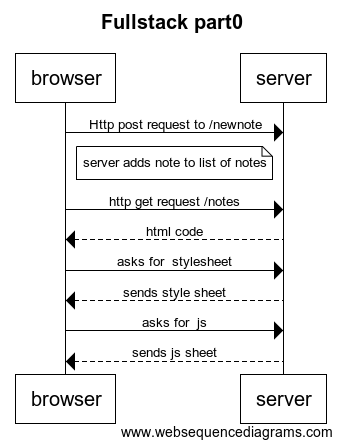 Fullstack part0
browser
server
Http post request to /newnote
server adds note to list of notes
http get request /notes
html code
asks for  stylesheet
sends style sheet
asks for  js
sends js sheet
browser
server
www.websequencediagrams.com